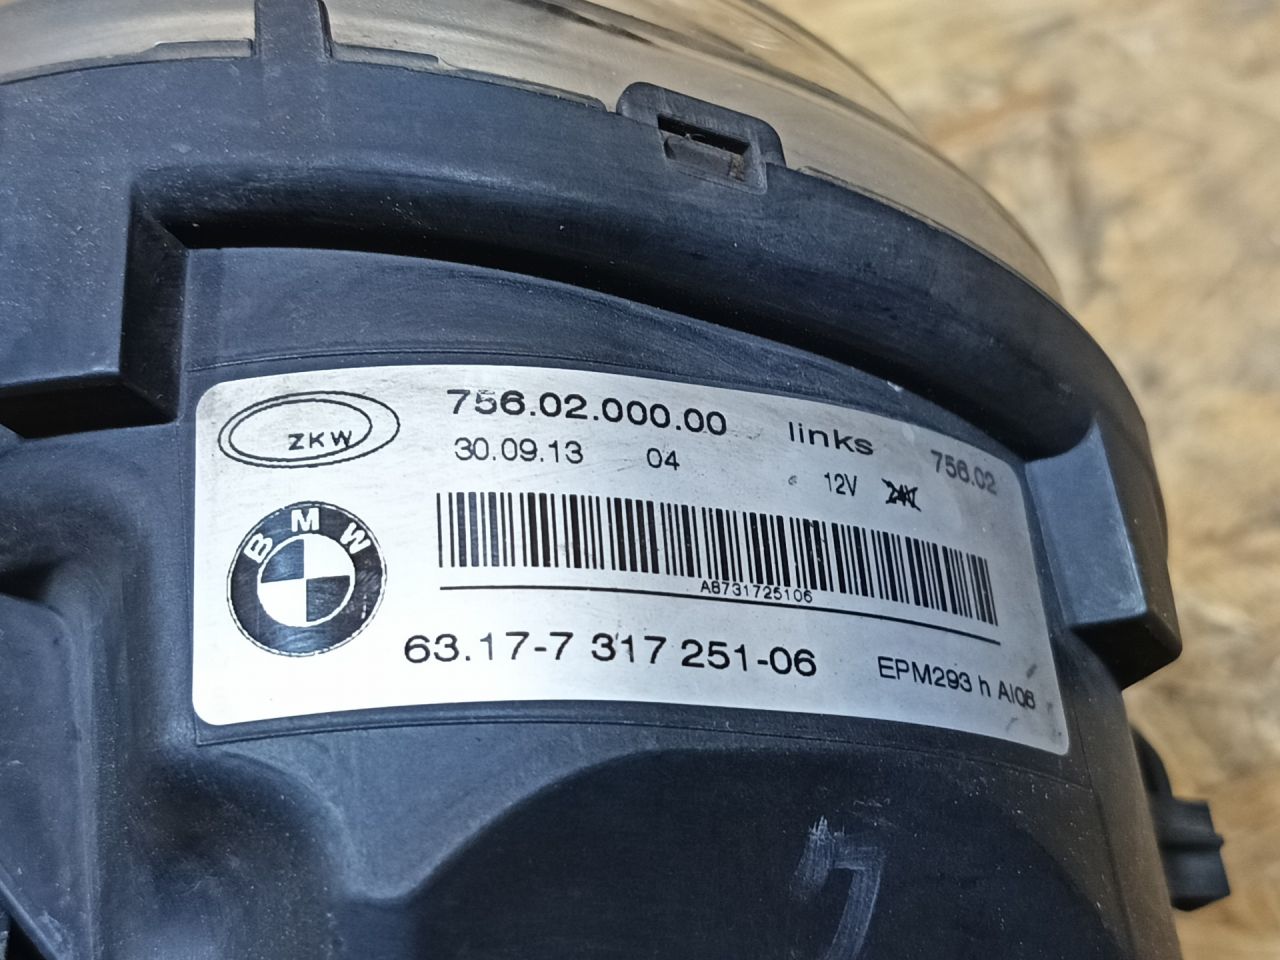 756.02.000.00 links 756.02
ZKW 30.09.13 04 12V 24V
BMW
A8731725106
63.17-7 317 251-06 EPM293 h AI06